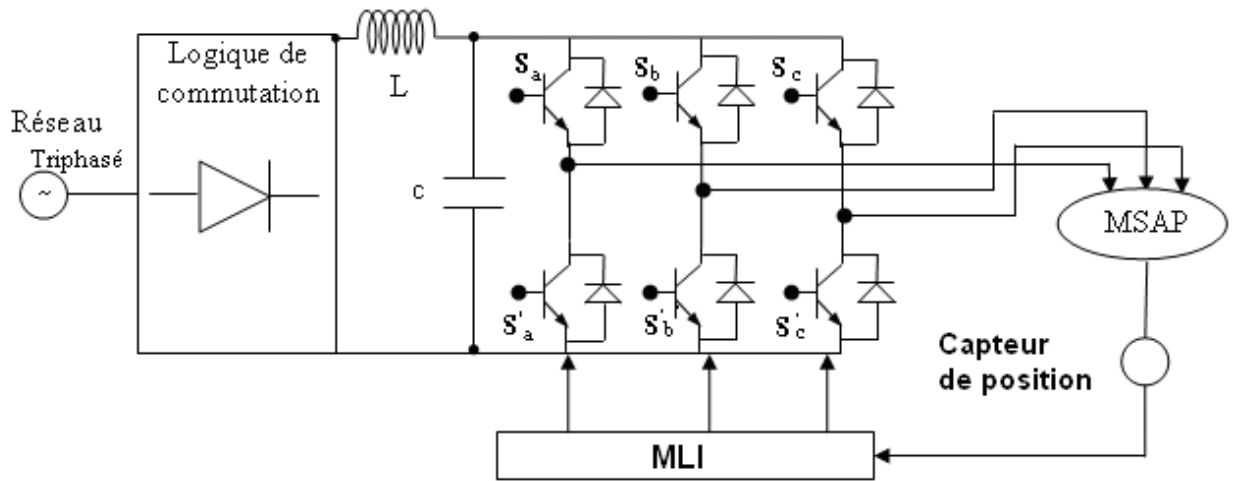 Logique de
commutation
L
Réseau
Triphasé
~
c
Sa
Sb
Sc
MSAP
S'a
S'b'
S'c
Capteur
de position
MLI